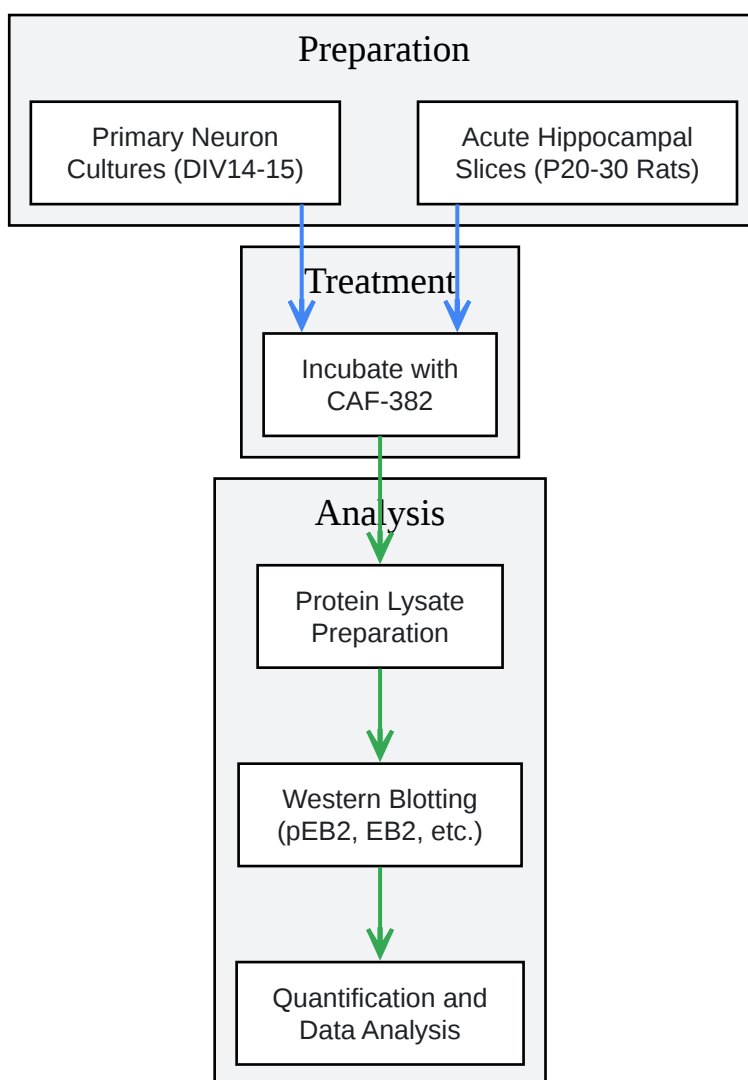 Preparation
Primary Neuron
Cultures (DIV14-15)
Acute Hippocampal
Slices (P20-30 Rats)
Treatment
Incubate with
CAF-382
Analysis
Protein Lysate
Preparation
Western Blotting
(pEB2, EB2, etc.)
Quantification and
Data Analysis